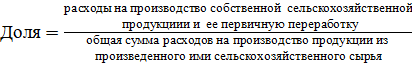 расходы на производство собственной сельскохозяйственной
продукциии и ее первичную переработку
Доля =
общая сумма расходов на производство продукции из
произведенного ими сельскохозяйственного сырья